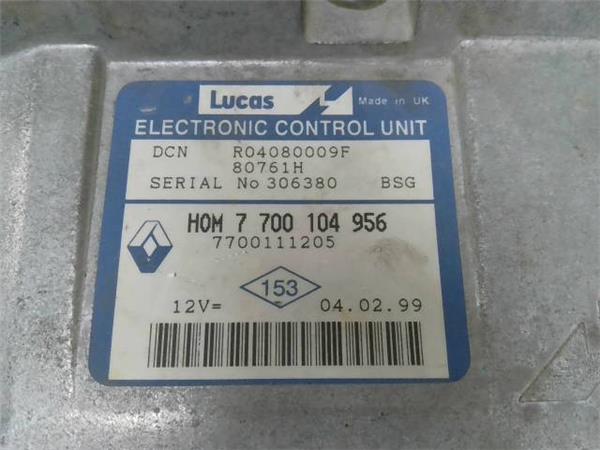 Lucas Made in UK
ELECTRONIC CONTROL UNIT
DCN R04080009F
80761H
SERIAL No 306380 BSG
HOM 7 700 104 956
7700111205
153
12V= 04.02.99